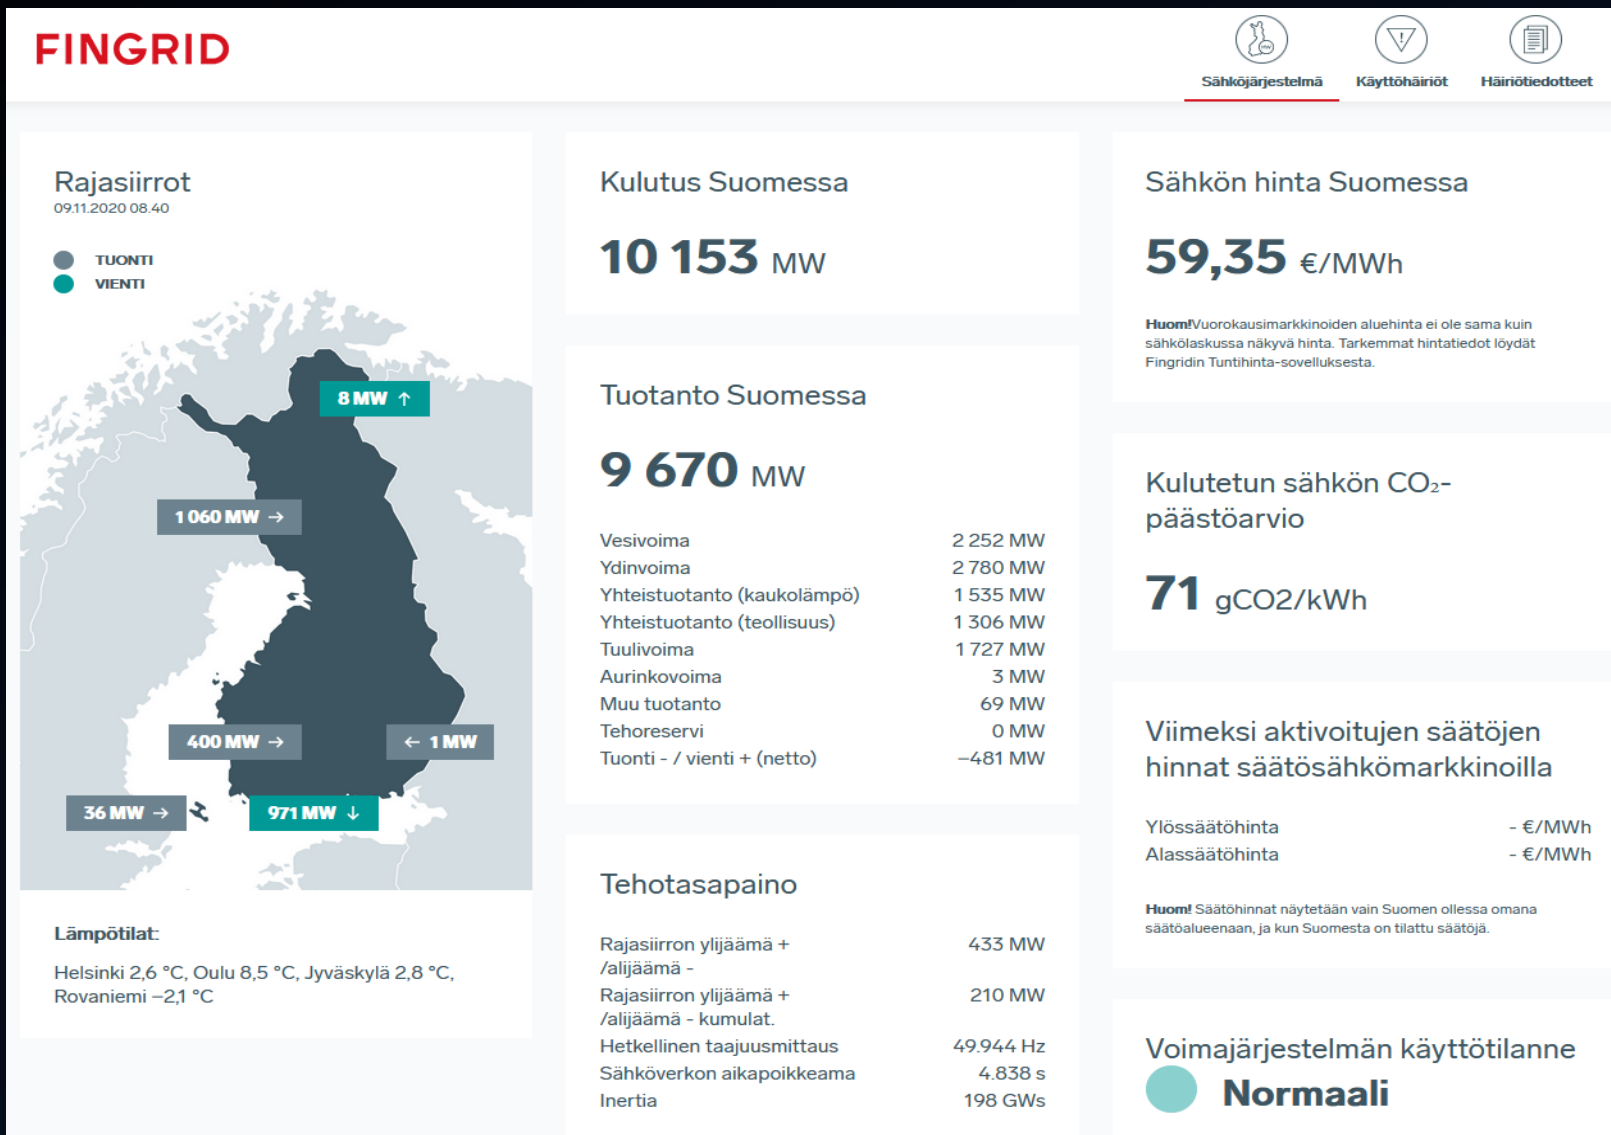 FINGRID
Sähköjärjestelmä
Käyttöhäiriöt
Häiriötiedotteet
Rajasiirrot
09.11.2020 08.40
TUONTI
VIENTI
8 MW ↑
1 060 MW →
400 MW →
← 1 MW
36 MW →
971 MW ↓
Lämpötilat:
Helsinki 2,6 °C, Oulu 8,5 °C, Jyväskylä 2,8 °C,
Rovaniemi –2,1 °C
Kulutus Suomessa
10 153 MW
Tuotanto Suomessa
9 670 MW
Vesivoima 2 252 MW
Ydinvoima 2 780 MW
Yhteistuotanto (kaukolämpö) 1 535 MW
Yhteistuotanto (teollisuus) 1 306 MW
Tuulivoima 1 727 MW
Aurinkovoima 3 MW
Muu tuotanto 69 MW
Tehoreservi 0 MW
Tuonti - / vienti + (netto) –481 MW
Tehotasapaino
Rajasiirron ylijäämä + 433 MW
/alijäämä -
Rajasiirron ylijäämä + 210 MW
/alijäämä - kumulat.
Hetkellinen taajuusmittaus 49.944 Hz
Sähköverkon aikapoikkeama 4.838 s
Inertia 198 GWs
Sähkön hinta Suomessa
59,35 €/MWh
Huom!Vuorokausimarkkinoiden aluehinta ei ole sama kuin
sähkölaskussa näkyvä hinta. Tarkemmat hintatiedot löydät
Fingridin Tuntihinta-sovelluksesta.
Kulutetun sähkön CO₂-
päästöarvio
71 gCO2/kWh
Viimeksi aktivoitujen säätöjen
hinnat säätösähkömarkkinoilla
Ylössäätöhinta - €/MWh
Alassäätöhinta - €/MWh
Huom! Säätöhinnat näytetään vain Suomen ollessa omana
säätöalueenaan, ja kun Suomesta on tilattu säätöjä.
Voimajärjestelmän käyttötilanne
Normaali